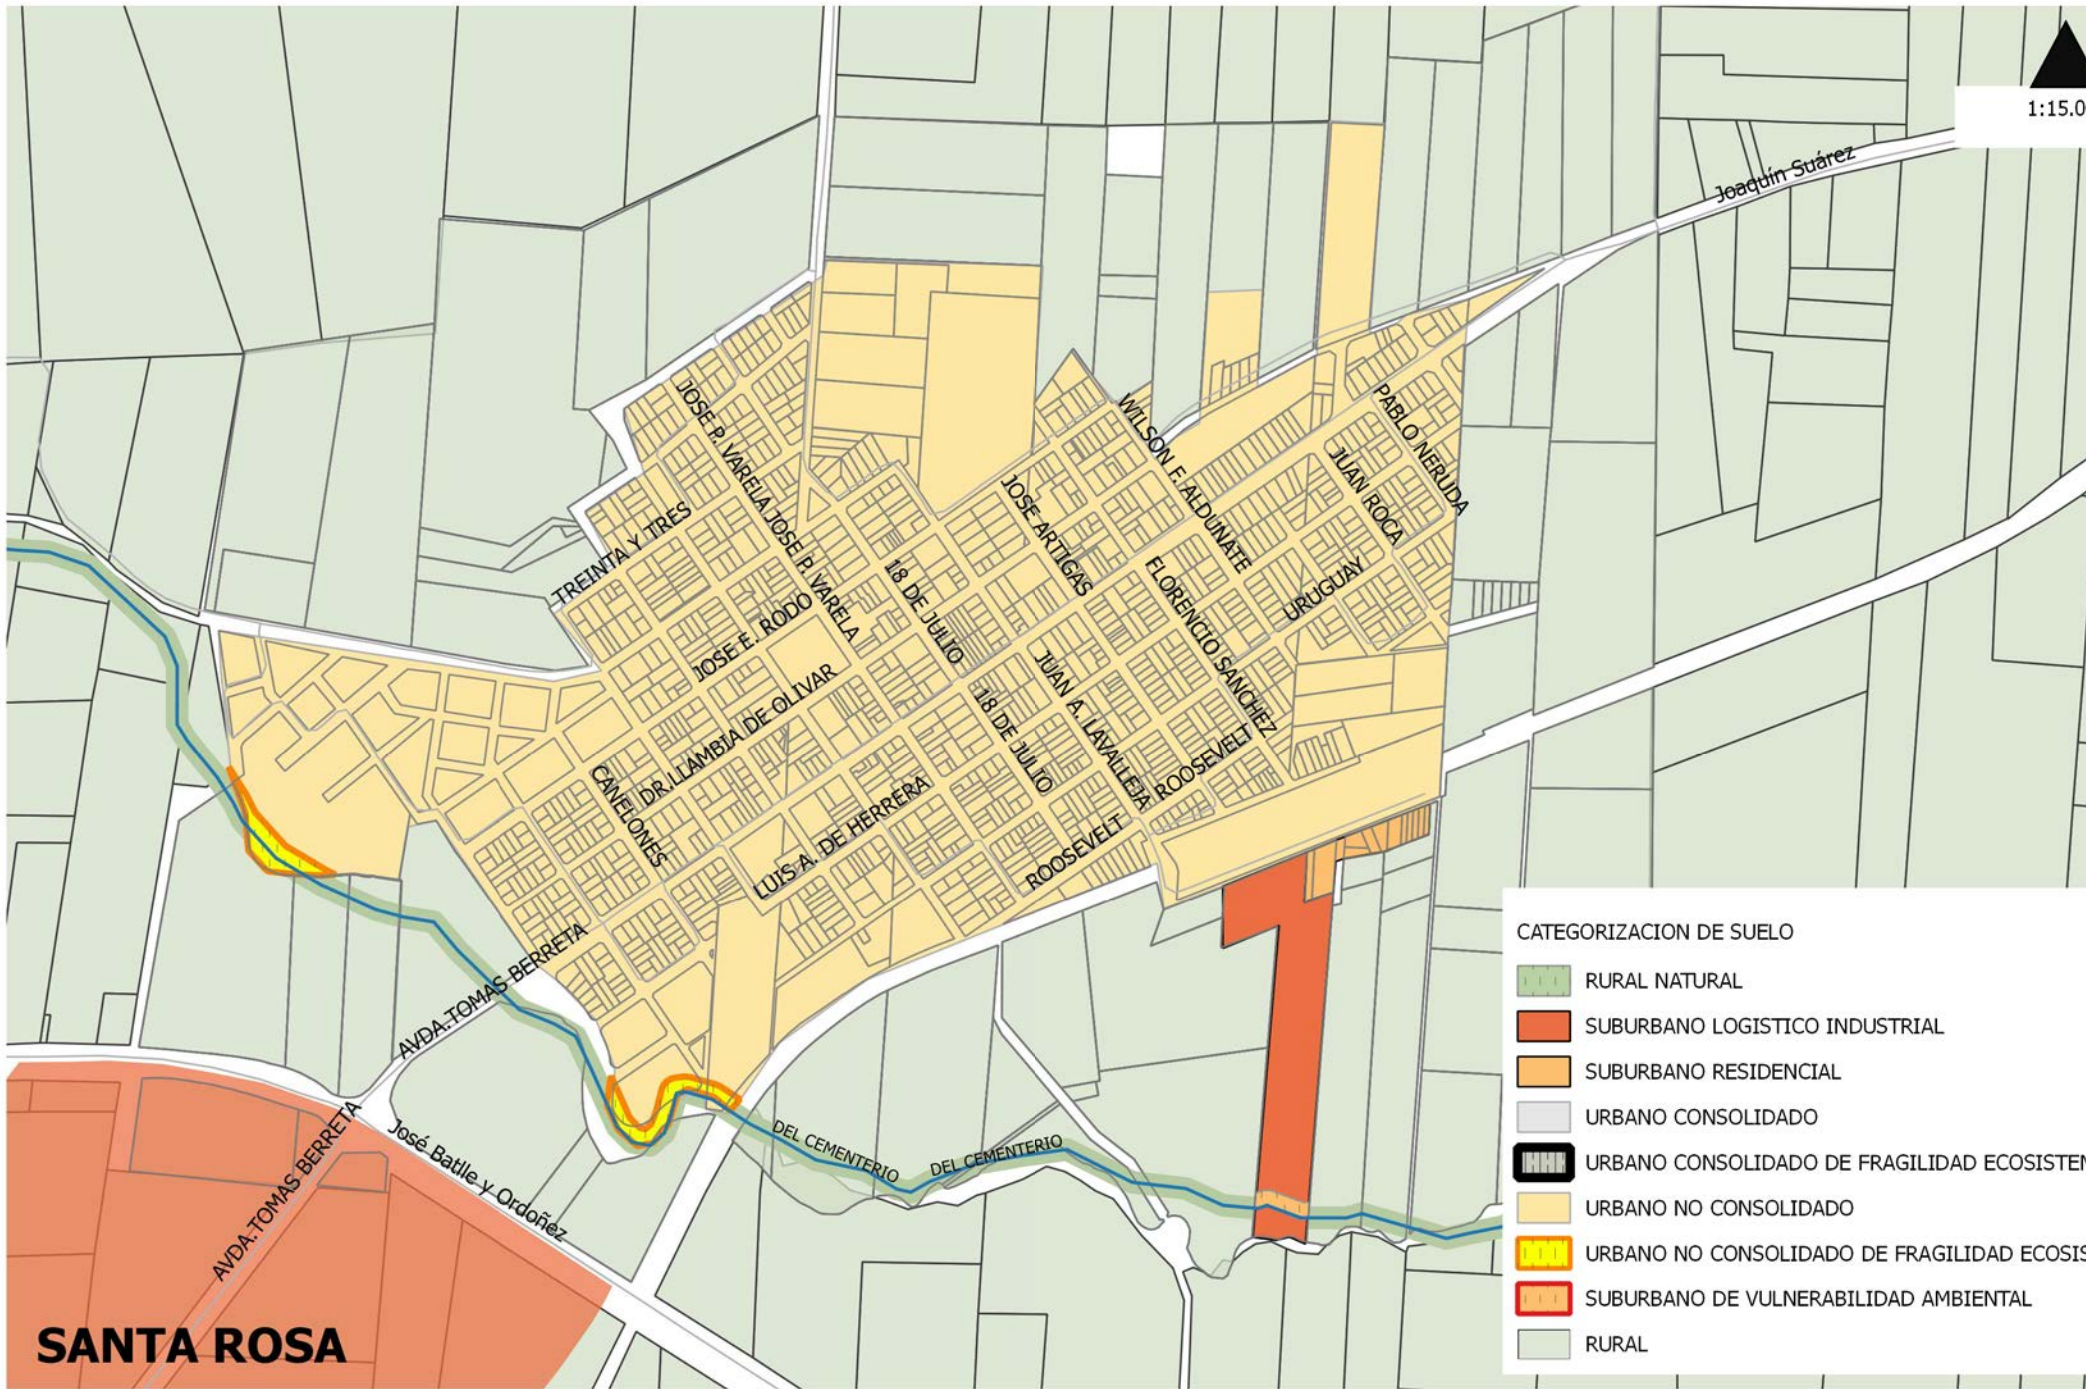 1:15.0
Joaquín Suárez
JOSE P. VARELA
JOSE P. VARELA
WILSON F. ALDUNATE
PABLO NERUDA
JUAN ROCA
JOSE ARTIGAS
TREINTA Y TRES
18 DE JULIO
FLORENCIO SANCHEZ
URUGUAY
JOSE E. RODO
DR.LLAMBIA DE OLIVAR
JUAN A. LAVALLEJA
18 DE JULIO
ROOSEVELT
CANELONES
LUIS A. DE HERRERA
ROOSEVELT
AVDA.TOMAS BERRETA
AVDA.TOMAS BERRETA
José Batlle y Ordoñez
DEL CEMENTERIO
DEL CEMENTERIO
SANTA ROSA
CATEGORIZACION DE SUELO
RURAL NATURAL
SUBURBANO LOGISTICO INDUSTRIAL
SUBURBANO RESIDENCIAL
URBANO CONSOLIDADO
URBANO CONSOLIDADO DE FRAGILIDAD ECOSISTEM
URBANO NO CONSOLIDADO
URBANO NO CONSOLIDADO DE FRAGILIDAD ECOSIS
SUBURBANO DE VULNERABILIDAD AMBIENTAL
RURAL